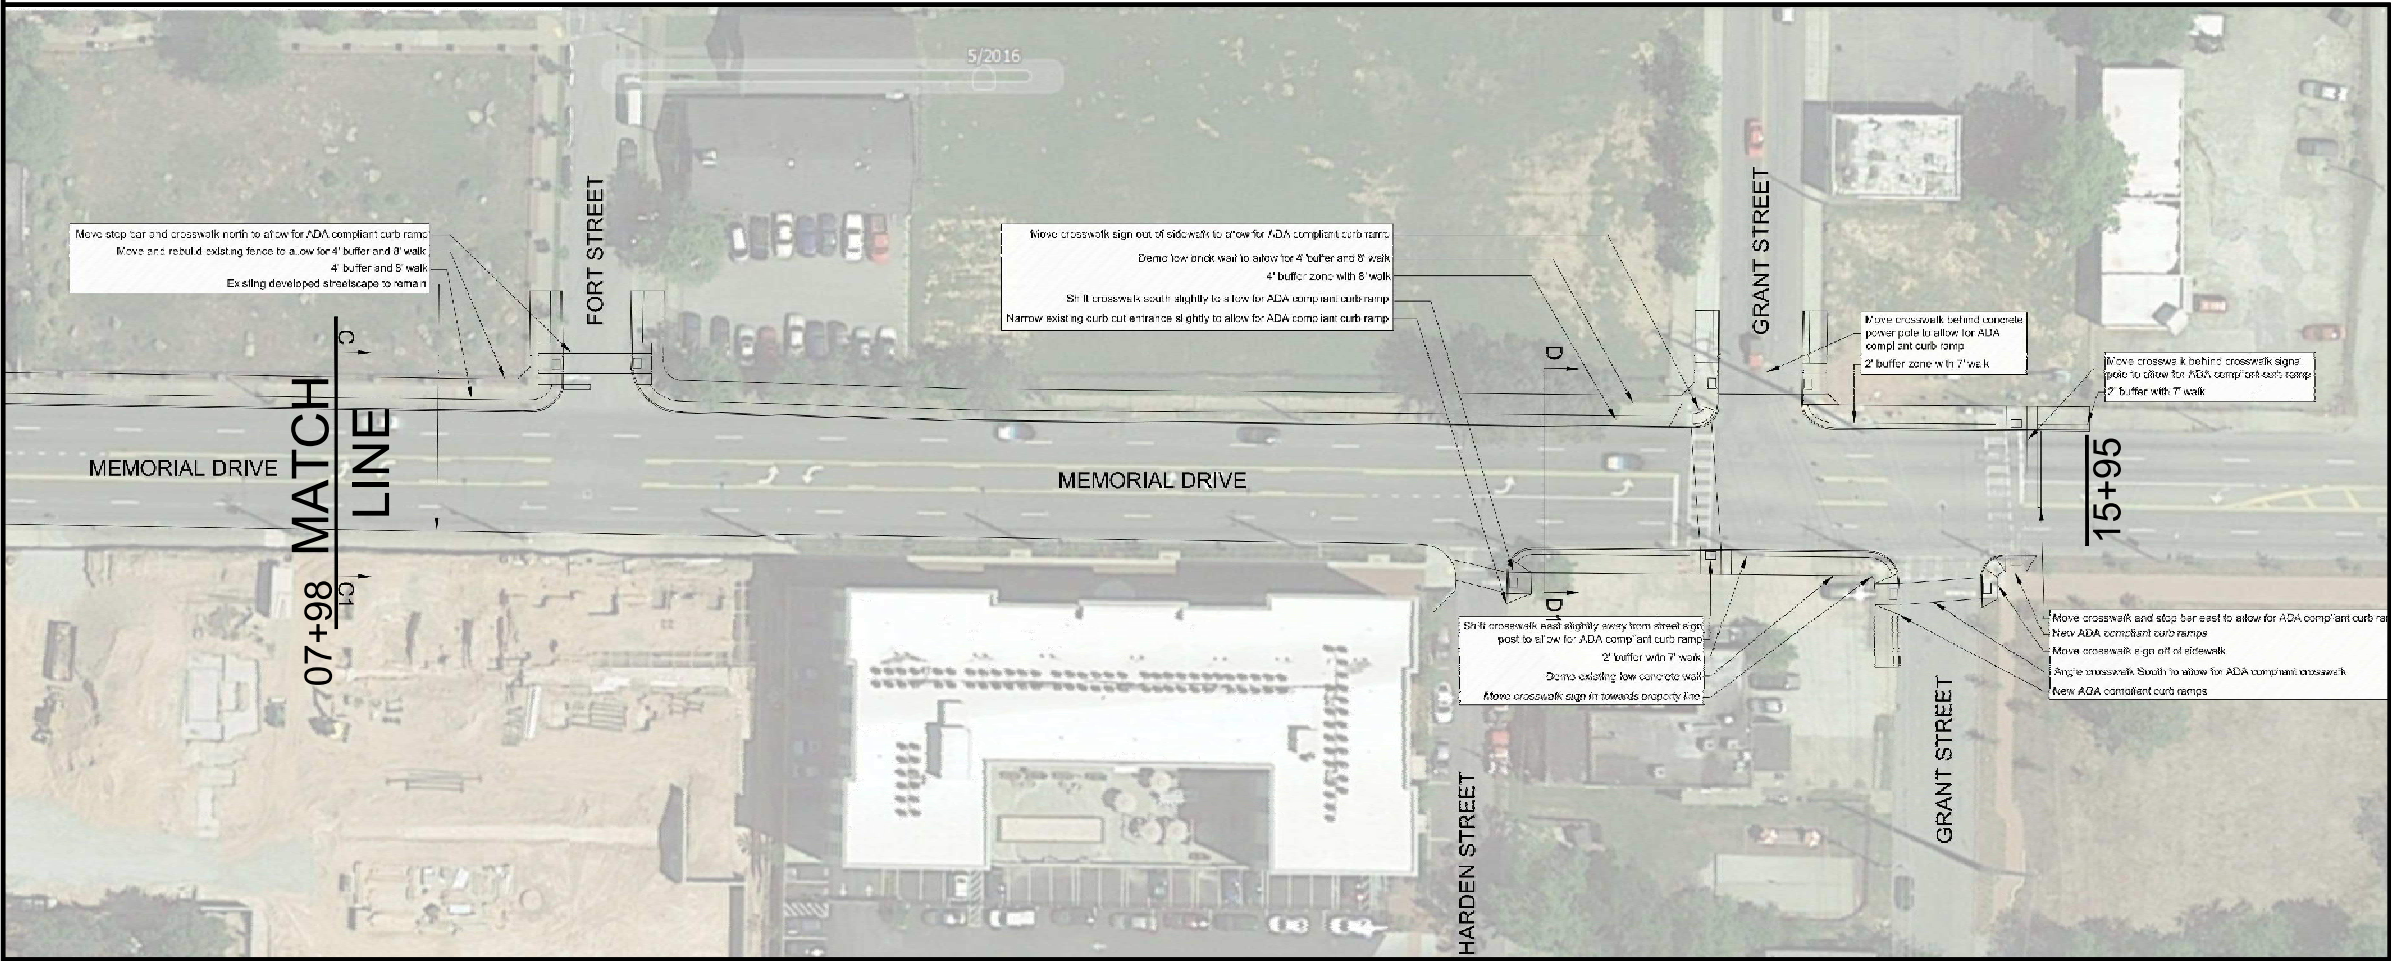 5/2016
FORT STREET
GRANT STREET
Move stop bar and crosswalk north to allow for ADA compliant curb ramp
Move and rebuild existing fence to allow for 4' buffer and 8' walk
4' buffer and 8' walk
Existing developed streetscape to remain
Move crosswalk sign out of sidewalk to allow for ADA compliant curb ramp
Demo low brick wall to allow for 4' buffer and 8' walk
4' buffer zone with 8' walk
Shift crosswalk south slightly to allow for ADA compliant curb ramp
Narrow existing curb cut entrance slightly to allow for ADA compliant curb ramp
Move crosswalk behind concrete
power pole to allow for ADA
compliant curb ramp
2' buffer zone with 7' walk
Move crosswalk behind crosswalk signal
pole to allow for ADA compliant curb ramp
2' buffer with 7' walk
C
D
MEMORIAL DRIVE
07+98 MATCH
LINE
MEMORIAL DRIVE
15+95
C1
D1
Shift crosswalk east slightly away from street sign
post to allow for ADA compliant curb ramp
2' buffer with 7' walk
Demo existing low concrete wall
Move crosswalk sign in towards property line
Move crosswalk and stop bar east to allow for ADA compliant curb ra
New ADA compliant curb ramps
Move crosswalk sign off of sidewalk
Angle crosswalk South to allow for ADA compliant crosswalk
New ADA compliant curb ramps
HARDEN STREET
GRANT STREET